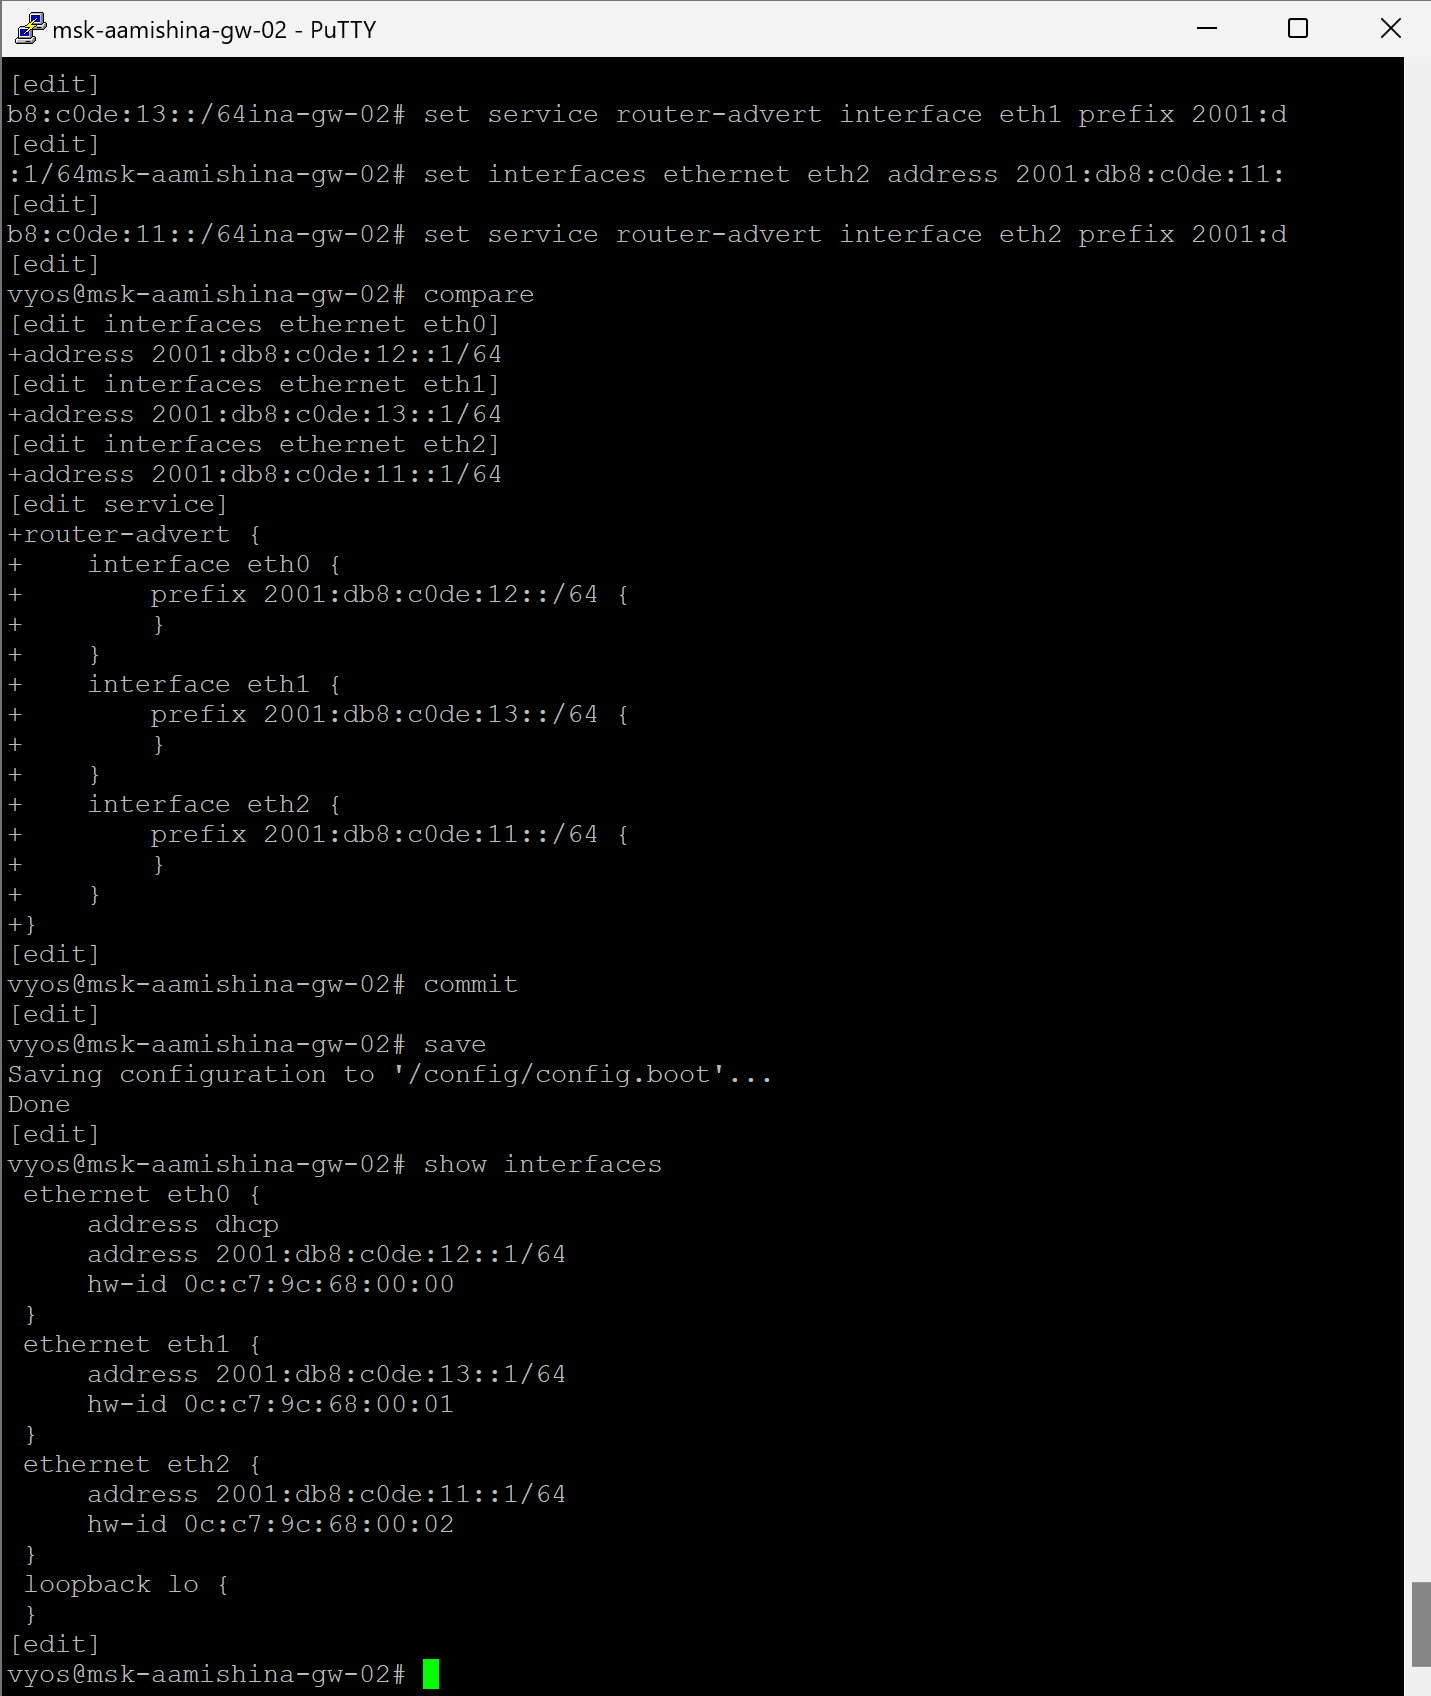 msk-aamishina-gw-02 - PuTTY
[edit]
b8:c0de:13::/64ina-gw-02# set service router-advert interface eth1 prefix 2001:d
[edit]
:1/64msk-aamishina-gw-02# set interfaces ethernet eth2 address 2001:db8:c0de:11:
[edit]
b8:c0de:11::/64ina-gw-02# set service router-advert interface eth2 prefix 2001:d
[edit]
vyos@msk-aamishina-gw-02# compare
[edit interfaces ethernet eth0]
+address 2001:db8:c0de:12::1/64
[edit interfaces ethernet eth1]
+address 2001:db8:c0de:13::1/64
[edit interfaces ethernet eth2]
+address 2001:db8:c0de:11::1/64
[edit service]
+router-advert {
+    interface eth0 {
+        prefix 2001:db8:c0de:12::/64 {
+        }
+    }
+    interface eth1 {
+        prefix 2001:db8:c0de:13::/64 {
+        }
+    }
+    interface eth2 {
+        prefix 2001:db8:c0de:11::/64 {
+        }
+    }
+}
[edit]
vyos@msk-aamishina-gw-02# commit
[edit]
vyos@msk-aamishina-gw-02# save
Saving configuration to '/config/config.boot'...
Done
[edit]
vyos@msk-aamishina-gw-02# show interfaces
 ethernet eth0 {
     address dhcp
     address 2001:db8:c0de:12::1/64
     hw-id 0c:c7:9c:68:00:00
 }
 ethernet eth1 {
     address 2001:db8:c0de:13::1/64
     hw-id 0c:c7:9c:68:00:01
 }
 ethernet eth2 {
     address 2001:db8:c0de:11::1/64
     hw-id 0c:c7:9c:68:00:02
 }
 loopback lo {
 }
[edit]
vyos@msk-aamishina-gw-02#